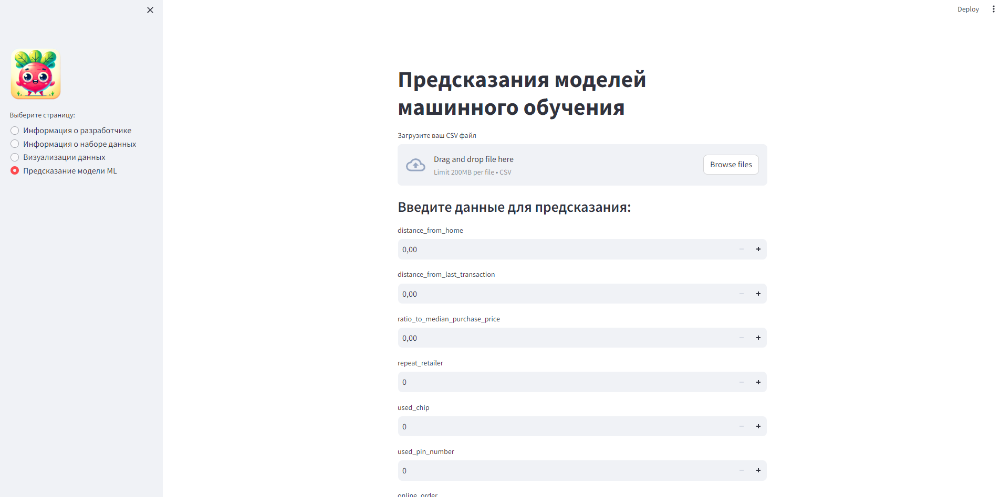 Deploy
Выберите страницу:
Информация о разработчике
Информация о наборе данных
Визуализации данных
Предсказание модели ML
Предсказания моделей
машинного обучения
Загрузите ваш CSV файл
Drag and drop file here
Limit 200MB per file • CSV
Browse files
Введите данные для предсказания:
distance_from_home
0,00
distance_from_last_transaction
0,00
ratio_to_median_purchase_price
0,00
repeat_retailer
0
used_chip
0
used_pin_number
0
online_order